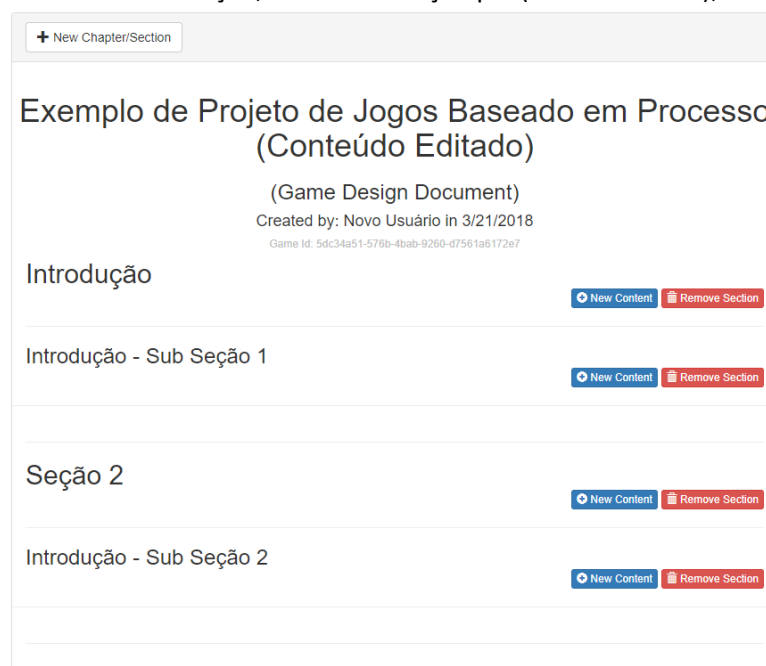 New Chapter/Section
Exemplo de Projeto de Jogos Baseado em Processo
(Conteúdo Editado)
(Game Design Document)
Created by: Novo Usuário in 3/21/2018
Game Id: 5dc34a51-576b-4bab-9260-d7561a6172e7
Introdução
New Content Remove Section
Introdução - Sub Seção 1
New Content Remove Section
Seção 2
New Content Remove Section
Introdução - Sub Seção 2
New Content Remove Section